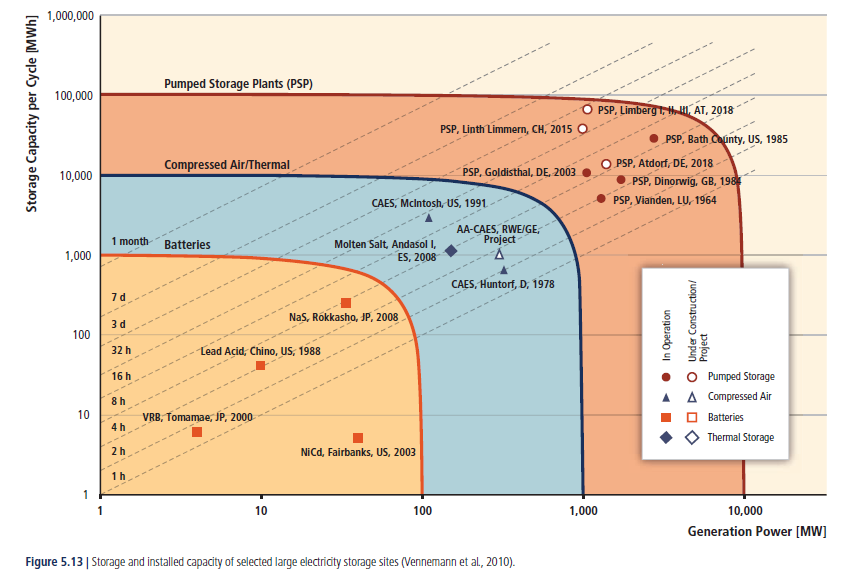 Storage Capacity per Cycle [MWh]
1,000,000
100,000
10,000
1,000
100
10
1
Pumped Storage Plants (PSP)
PSP, Limberg I, II, III, AT, 2018
PSP, Linth Limmern, CH, 2015
PSP, Bath County, US, 1985
Compressed Air/Thermal
PSP, Atdorf, DE, 2018
PSP, Goldisthal, DE, 2003
PSP, Dinorwig, GB, 1984
PSP, Vianden, LU, 1964
CAES, McIntosh, US, 1991
AA-CAES, RWE/GE,
Project
1 month
Batteries
Molten Salt, Andasol I,
ES, 2008
CAES, Huntorf, D, 1978
7 d
NaS, Rokkasho, JP, 2008
3 d
32 h
Lead Acid, Chino, US, 1988
16 h
8 h
VRB, Tomamae, JP, 2000
4 h
2 h
NiCd, Fairbanks, US, 2003
1 h
In Operation
Under Construction/
Project
Pumped Storage
Compressed Air
Batteries
Thermal Storage
1
10
100
1,000
10,000
Generation Power [MW]
Figure 5.13 | Storage and installed capacity of selected large electricity storage sites (Vennemann et al., 2010).